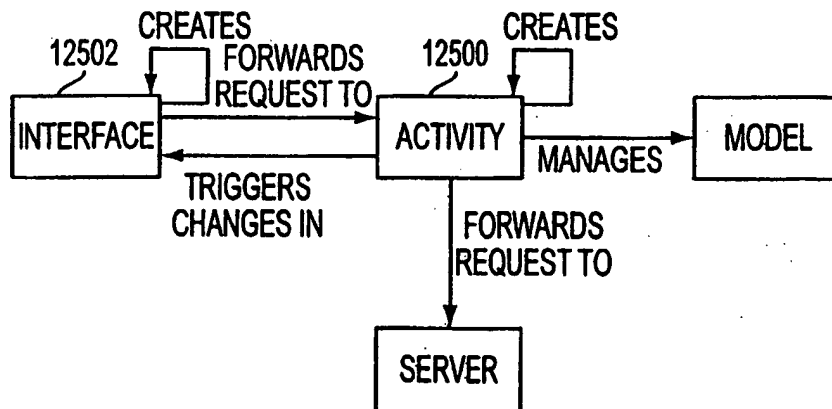 CREATES
12502
FORWARDS
REQUEST TO
INTERFACE
TRIGGERS
CHANGES IN
CREATES
12500
ACTIVITY
MANAGES
MODEL
FORWARDS
REQUEST TO
SERVER